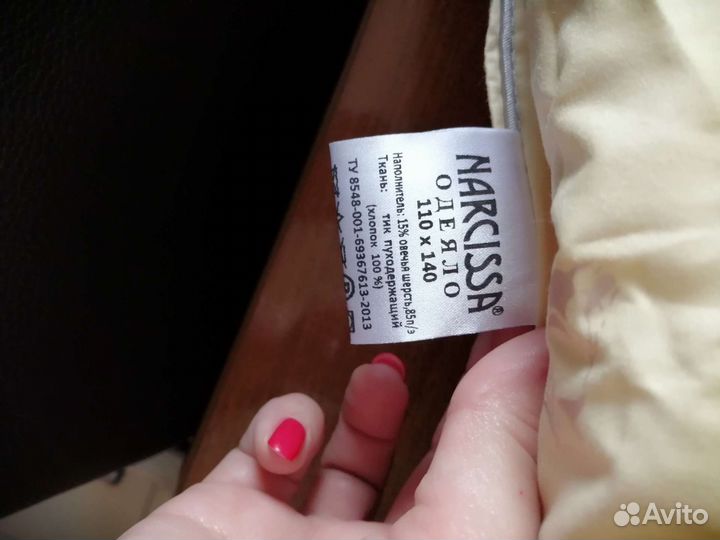 NARCISSA®
ОДЕЯЛО
110 х 140
Наполнитель: 15% овечья шерсть,85п/э
Ткань: тик пуходержащий
(хлопок 100 %)
ТУ 8548-001-69367613-2013
Avito